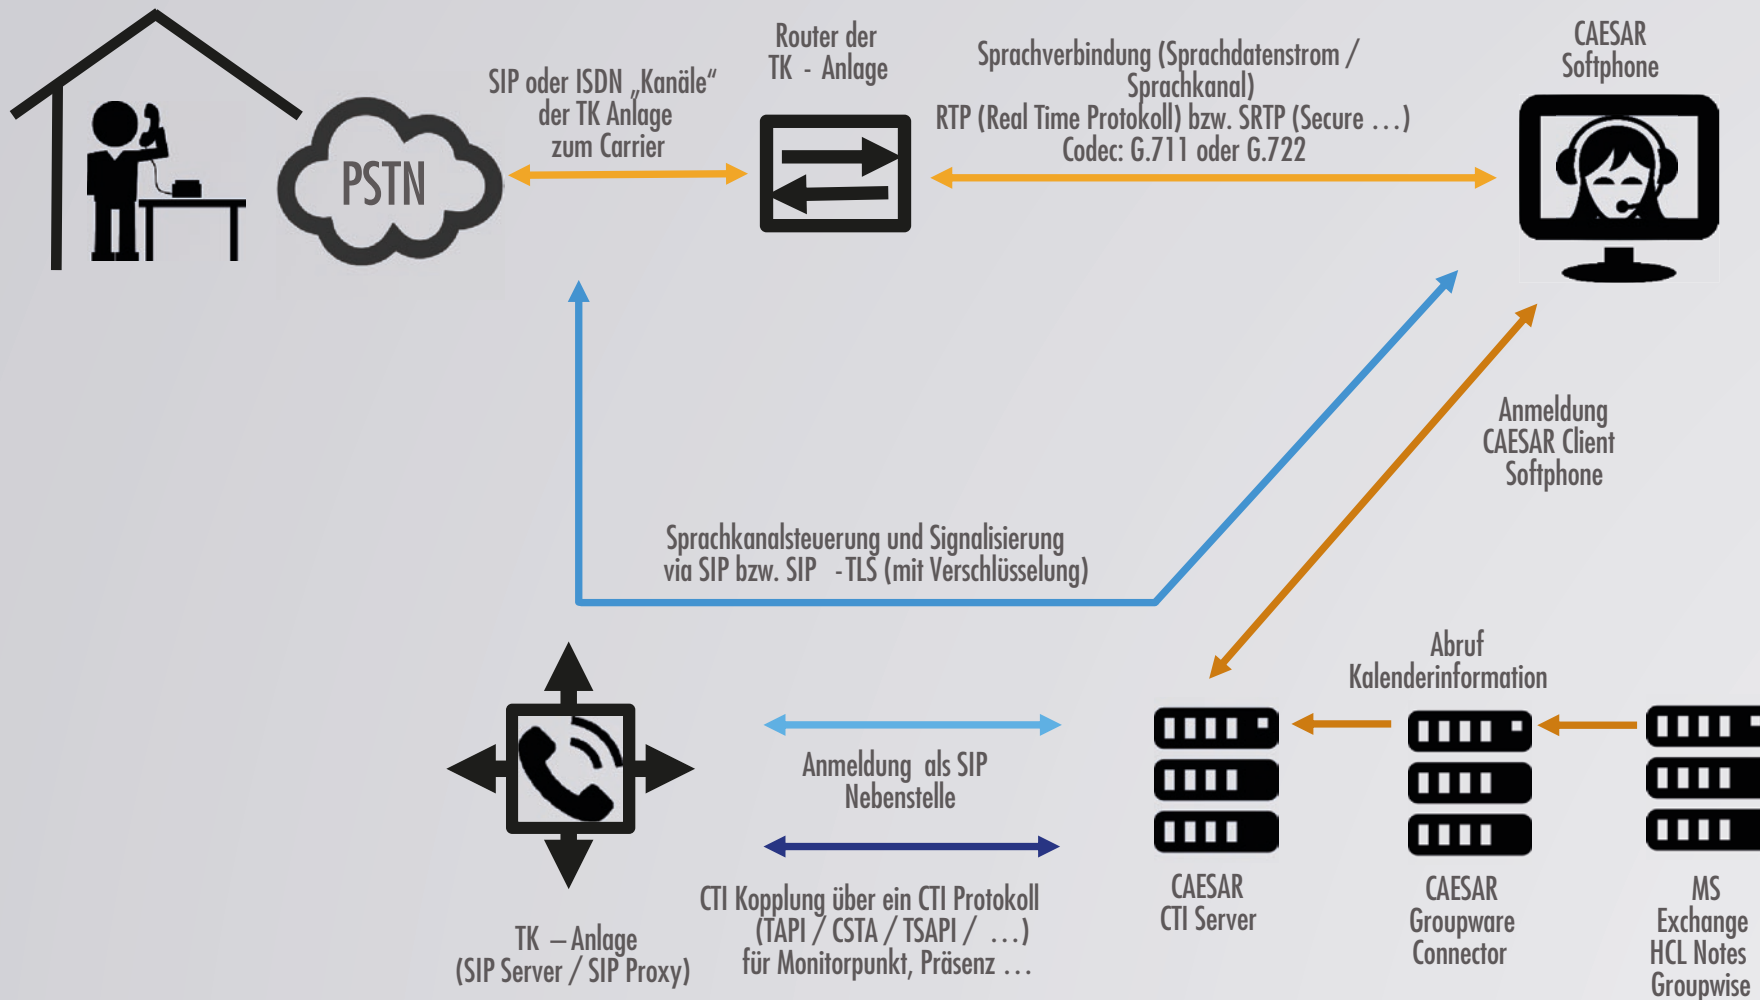 SIP oder ISDN „Kanäle“
der TK Anlage
zum Carrier
PSTN
Router der
TK - Anlage
Sprachverbindung (Sprachdatenstrom /
Sprachkanal)
RTP (Real Time Protokoll) bzw. SRTP (Secure …)
Codec: G.711 oder G.722
CAESAR
Softphone
Anmeldung
CAESAR Client
Softphone
Sprachkanalsteuerung und Signalisierung
via SIP bzw. SIP - TLS (mit Verschlüsselung)
Abruf
Kalenderinformation
Anmeldung als SIP
Nebenstelle
CTI Kopplung über ein CTI Protokoll
(TAPI / CSTA / TSAPI / …)
für Monitorpunkt, Präsenz …
TK – Anlage
(SIP Server / SIP Proxy)
CAESAR
CTI Server
CAESAR
Groupware
Connector
MS
Exchange
HCL Notes
Groupwise